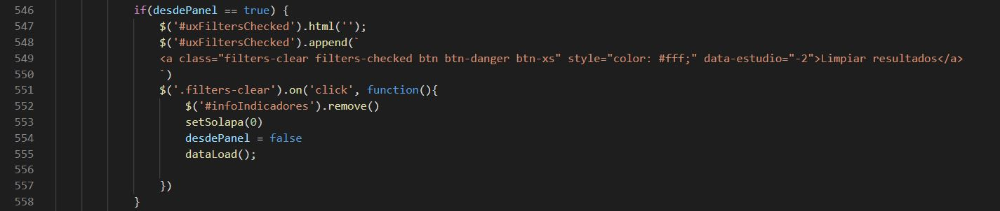 546 if(desdePanel == true) {
547 $('#uxFiltersChecked').html('');
548 $('#uxFiltersChecked').append(`
549 <a class="filters-clear filters-checked btn btn-danger btn-xs" style="color: #fff;" data-estudio="-2">Limpiar resultados</a>
550 `)
551 $('.filters-clear').on('click', function(){
552 $('#infoIndicadores').remove()
553 setSolapa(0)
554 desdePanel = false
555 dataLoad();
556
557 })
558 }